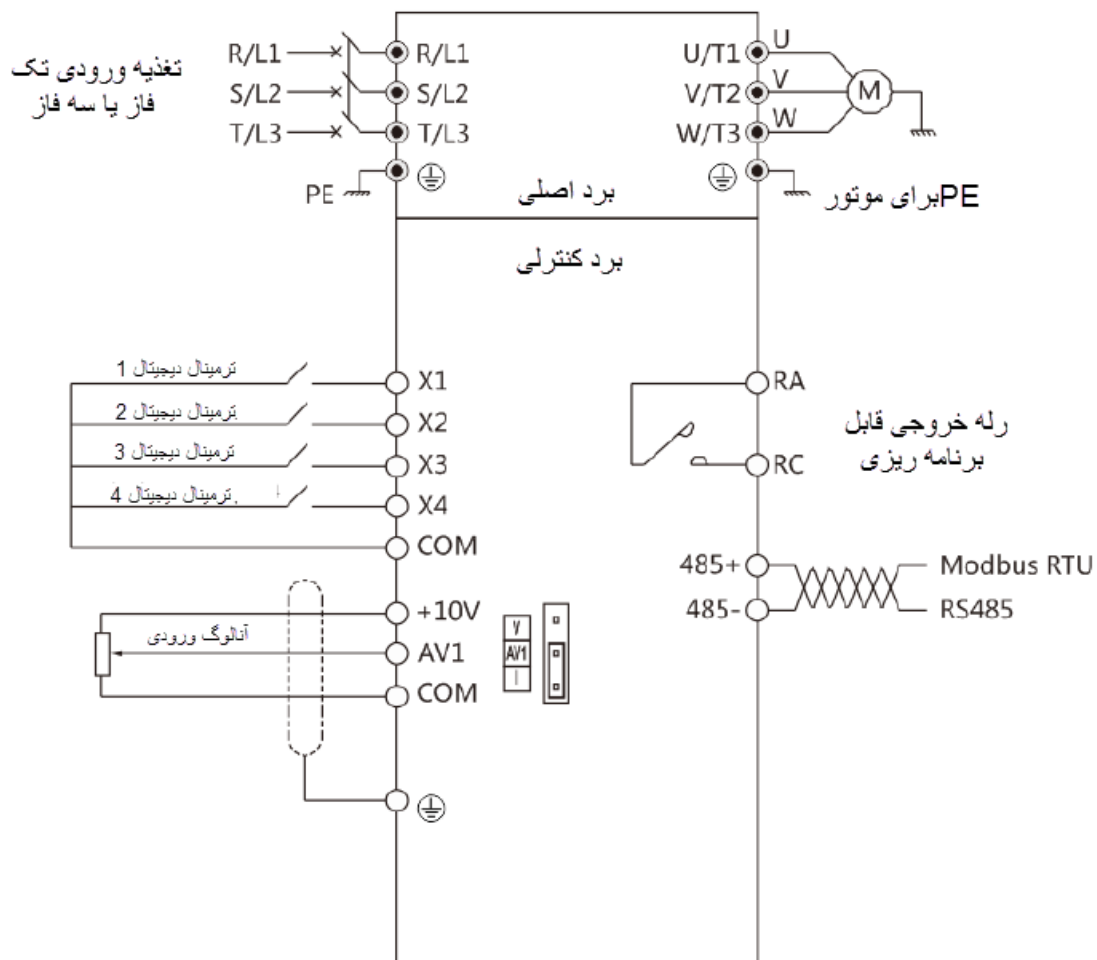 تغذیه ورودی تک
فاز یا سه فاز
R/L1
S/L2
T/L3
PE
R/L1
S/L2
T/L3
U/T1
V/T2
W/T3
U
V
W
M
PEبرای موتور
برد اصلی
برد کنترلی
ترمینال دیجیتال 1
ترمینال دیجیتال 2
ترمینال دیجیتال 3
ترمینال دیجیتال 4
X1
X2
X3
X4
COM
+10V
آنالوگ ورودی
AV1
COM
V
AV1
I
RA
RC
رله خروجی قابل
برنامه ریزی
485+
485-
Modbus RTU
RS485